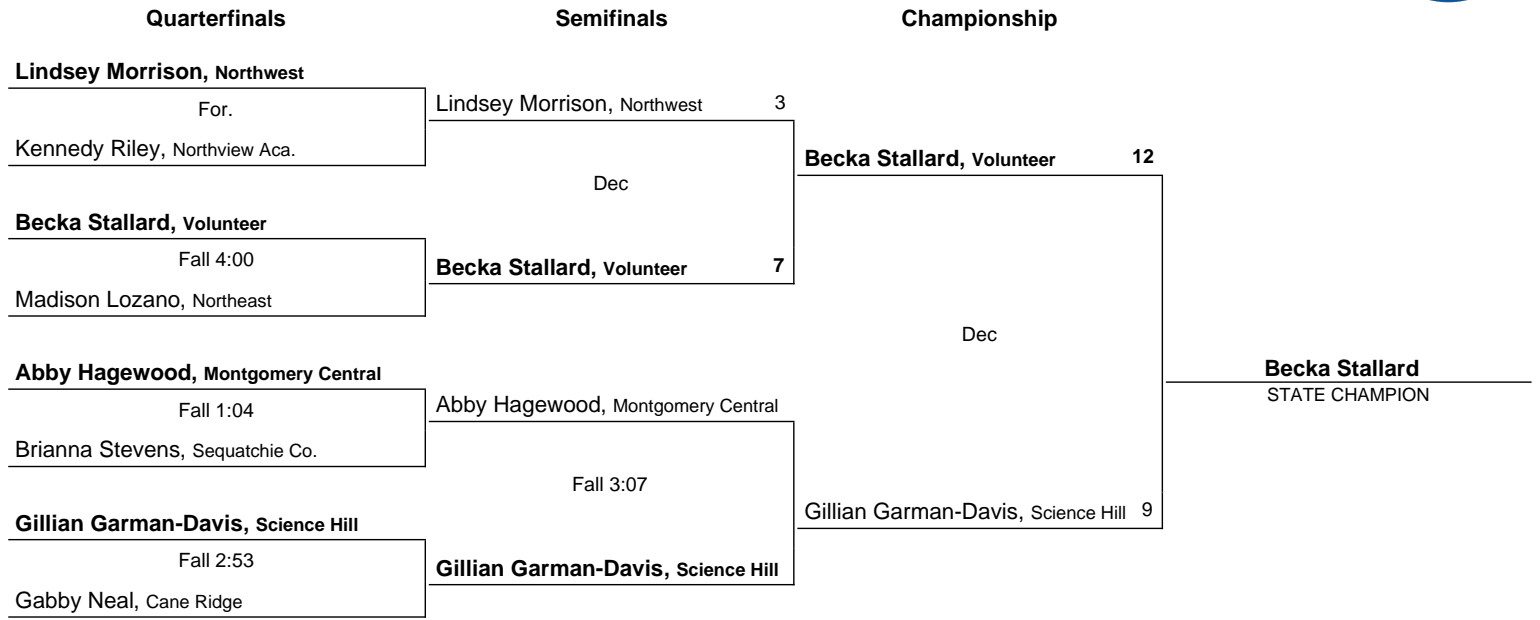 Quarterfinals Semifinals Championship
Lindsey Morrison, Northwest
For.
Kennedy Riley, Northview Aca.
Becka Stallard, Volunteer
Fall 4:00
Madison Lozano, Northeast
Abby Hagewood, Montgomery Central
Fall 1:04
Brianna Stevens, Sequatchie Co.
Gillian Garman-Davis, Science Hill
Fall 2:53
Gabby Neal, Cane Ridge
Lindsey Morrison, Northwest 3
Dec
Becka Stallard, Volunteer 7
Abby Hagewood, Montgomery Central
Fall 3:07
Gillian Garman-Davis, Science Hill
Becka Stallard, Volunteer 12
Dec
Gillian Garman-Davis, Science Hill 9
Becka Stallard
STATE CHAMPION